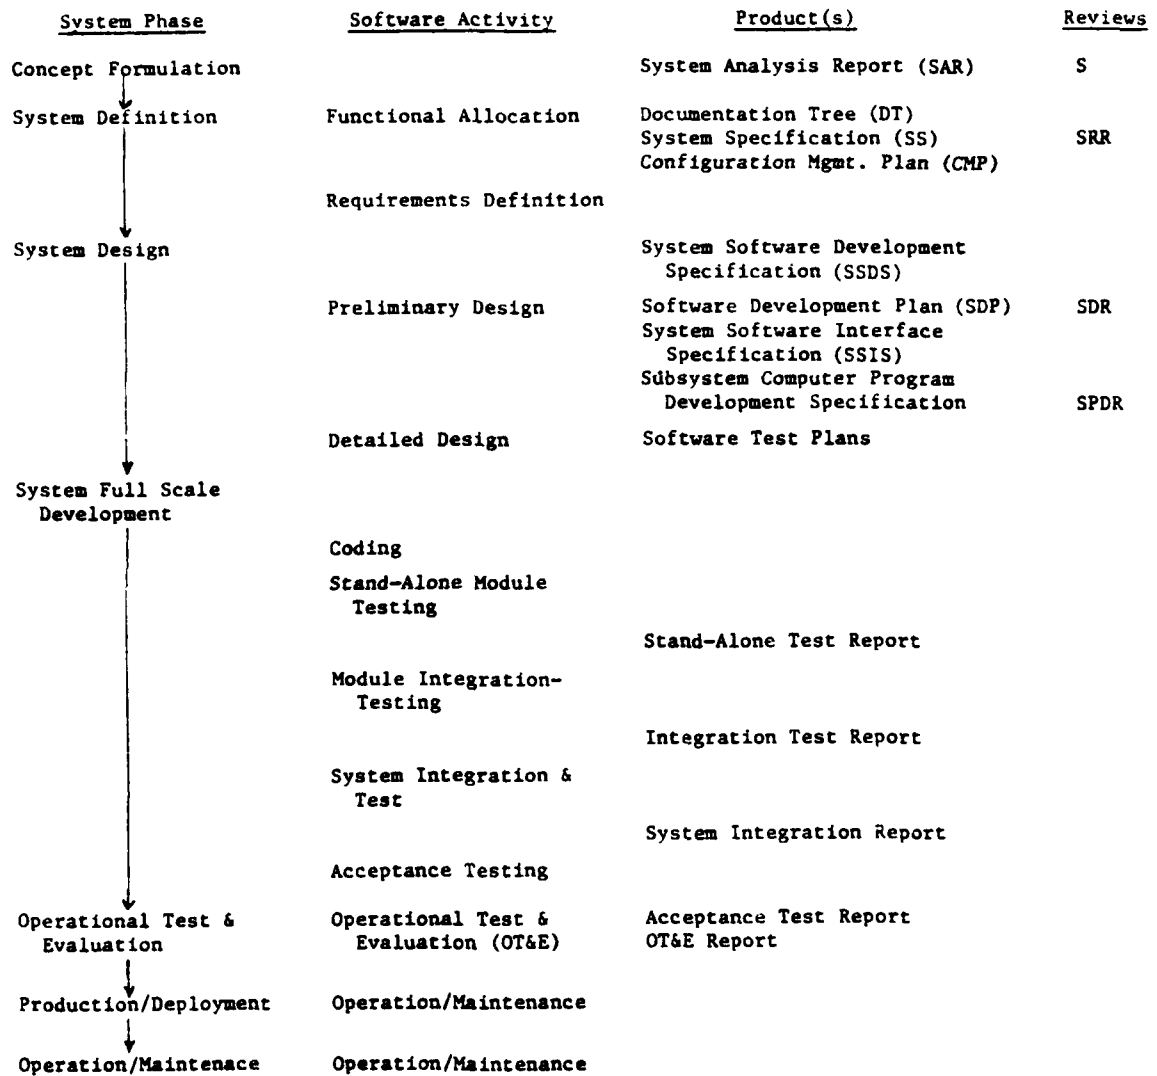 System Phase Software Activity Product(s) Reviews
Concept Formulation System Analysis Report (SAR) S
System Definition Functional Allocation Documentation Tree (DT)
System Specification (SS) SRR
Configuration Mgmt. Plan (CMP)
Requirements Definition
System Design System Software Development
Specification (SSDS)
Preliminary Design Software Development Plan (SDP) SDR
System Software Interface
Specification (SSIS)
Subsystem Computer Program
Development Specification SPDR
Detailed Design Software Test Plans
System Full Scale
Development
Coding
Stand-Alone Module
Testing
Stand-Alone Test Report
Module Integration-
Testing
Integration Test Report
System Integration &
Test
System Integration Report
Acceptance Testing
Operational Test & Operational Test & Acceptance Test Report
Evaluation Evaluation (OT&E) OT&E Report
Production/Deployment Operation/Maintenance
Operation/Maintenace Operation/Maintenance